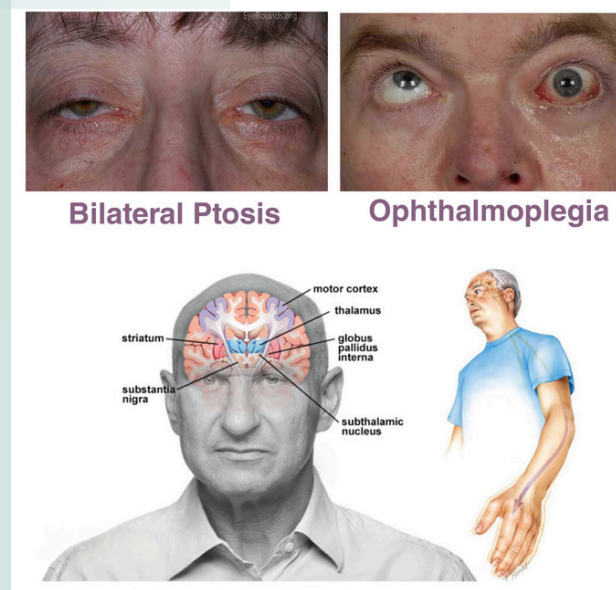 EyeRounds.org
Bilateral Ptosis
Ophthalmoplegia
motor cortex
thalamus
striatum
globus
pallidus
interna
substantia
nigra
subthalamic
nucleus